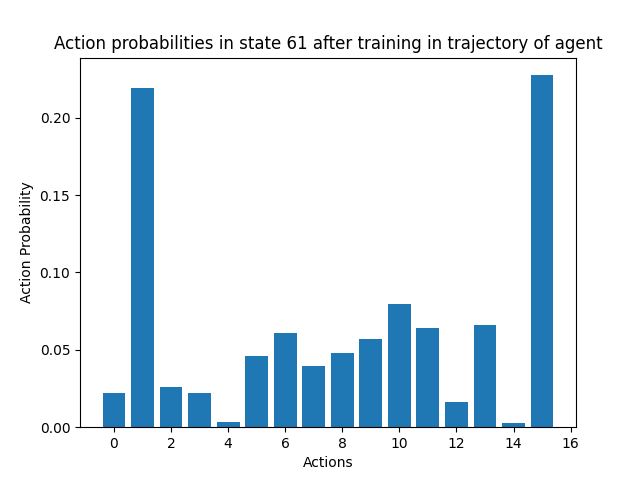 Action probabilities in state 61 after training in trajectory of agent
0.20
0.15
0.10
0.05
0.00
Action Probability
0 2 4 6 8 10 12 14 16
Actions